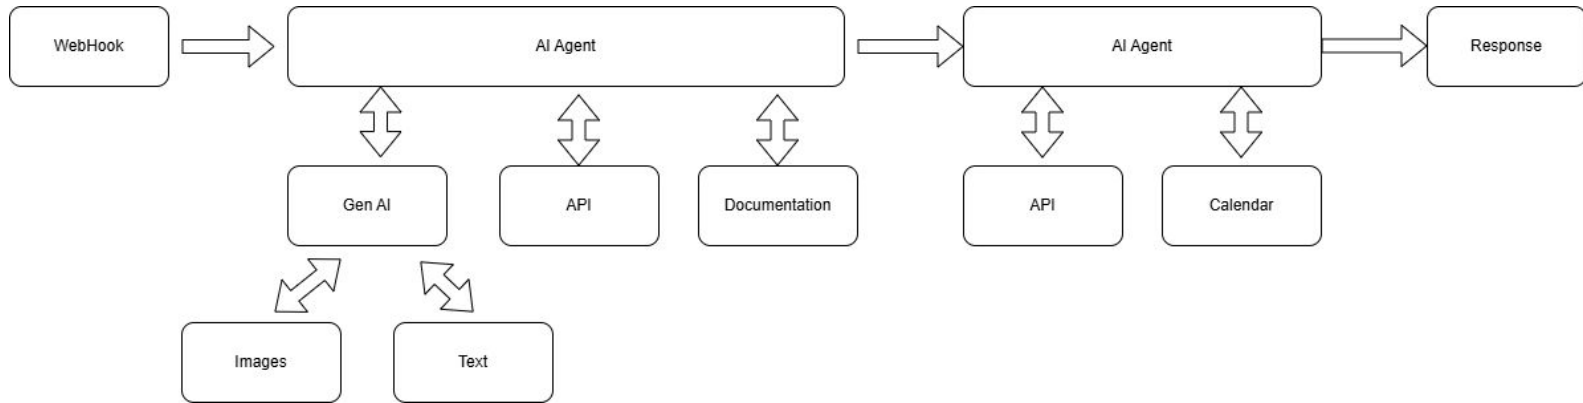 WebHook
AI Agent
AI Agent
Response
Gen AI
API
Documentation
API
Calendar
Images
Text